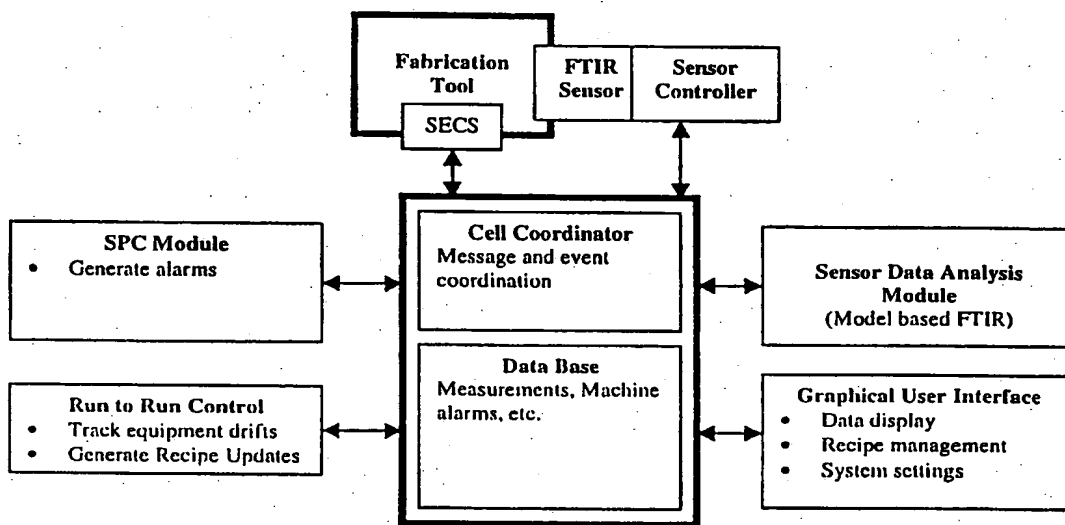 Fabrication
Tool
SECS
FTIR
Sensor
Sensor
Controller
SPC Module
• Generate alarms
Cell Coordinator
Message and event
coordination
Sensor Data Analysis
Module
(Model based FTIR)
Run to Run Control
• Track equipment drifts
• Generate Recipe Updates
Data Base
Measurements, Machine
alarms, etc.
Graphical User Interface
• Data display
• Recipe management
• System settings